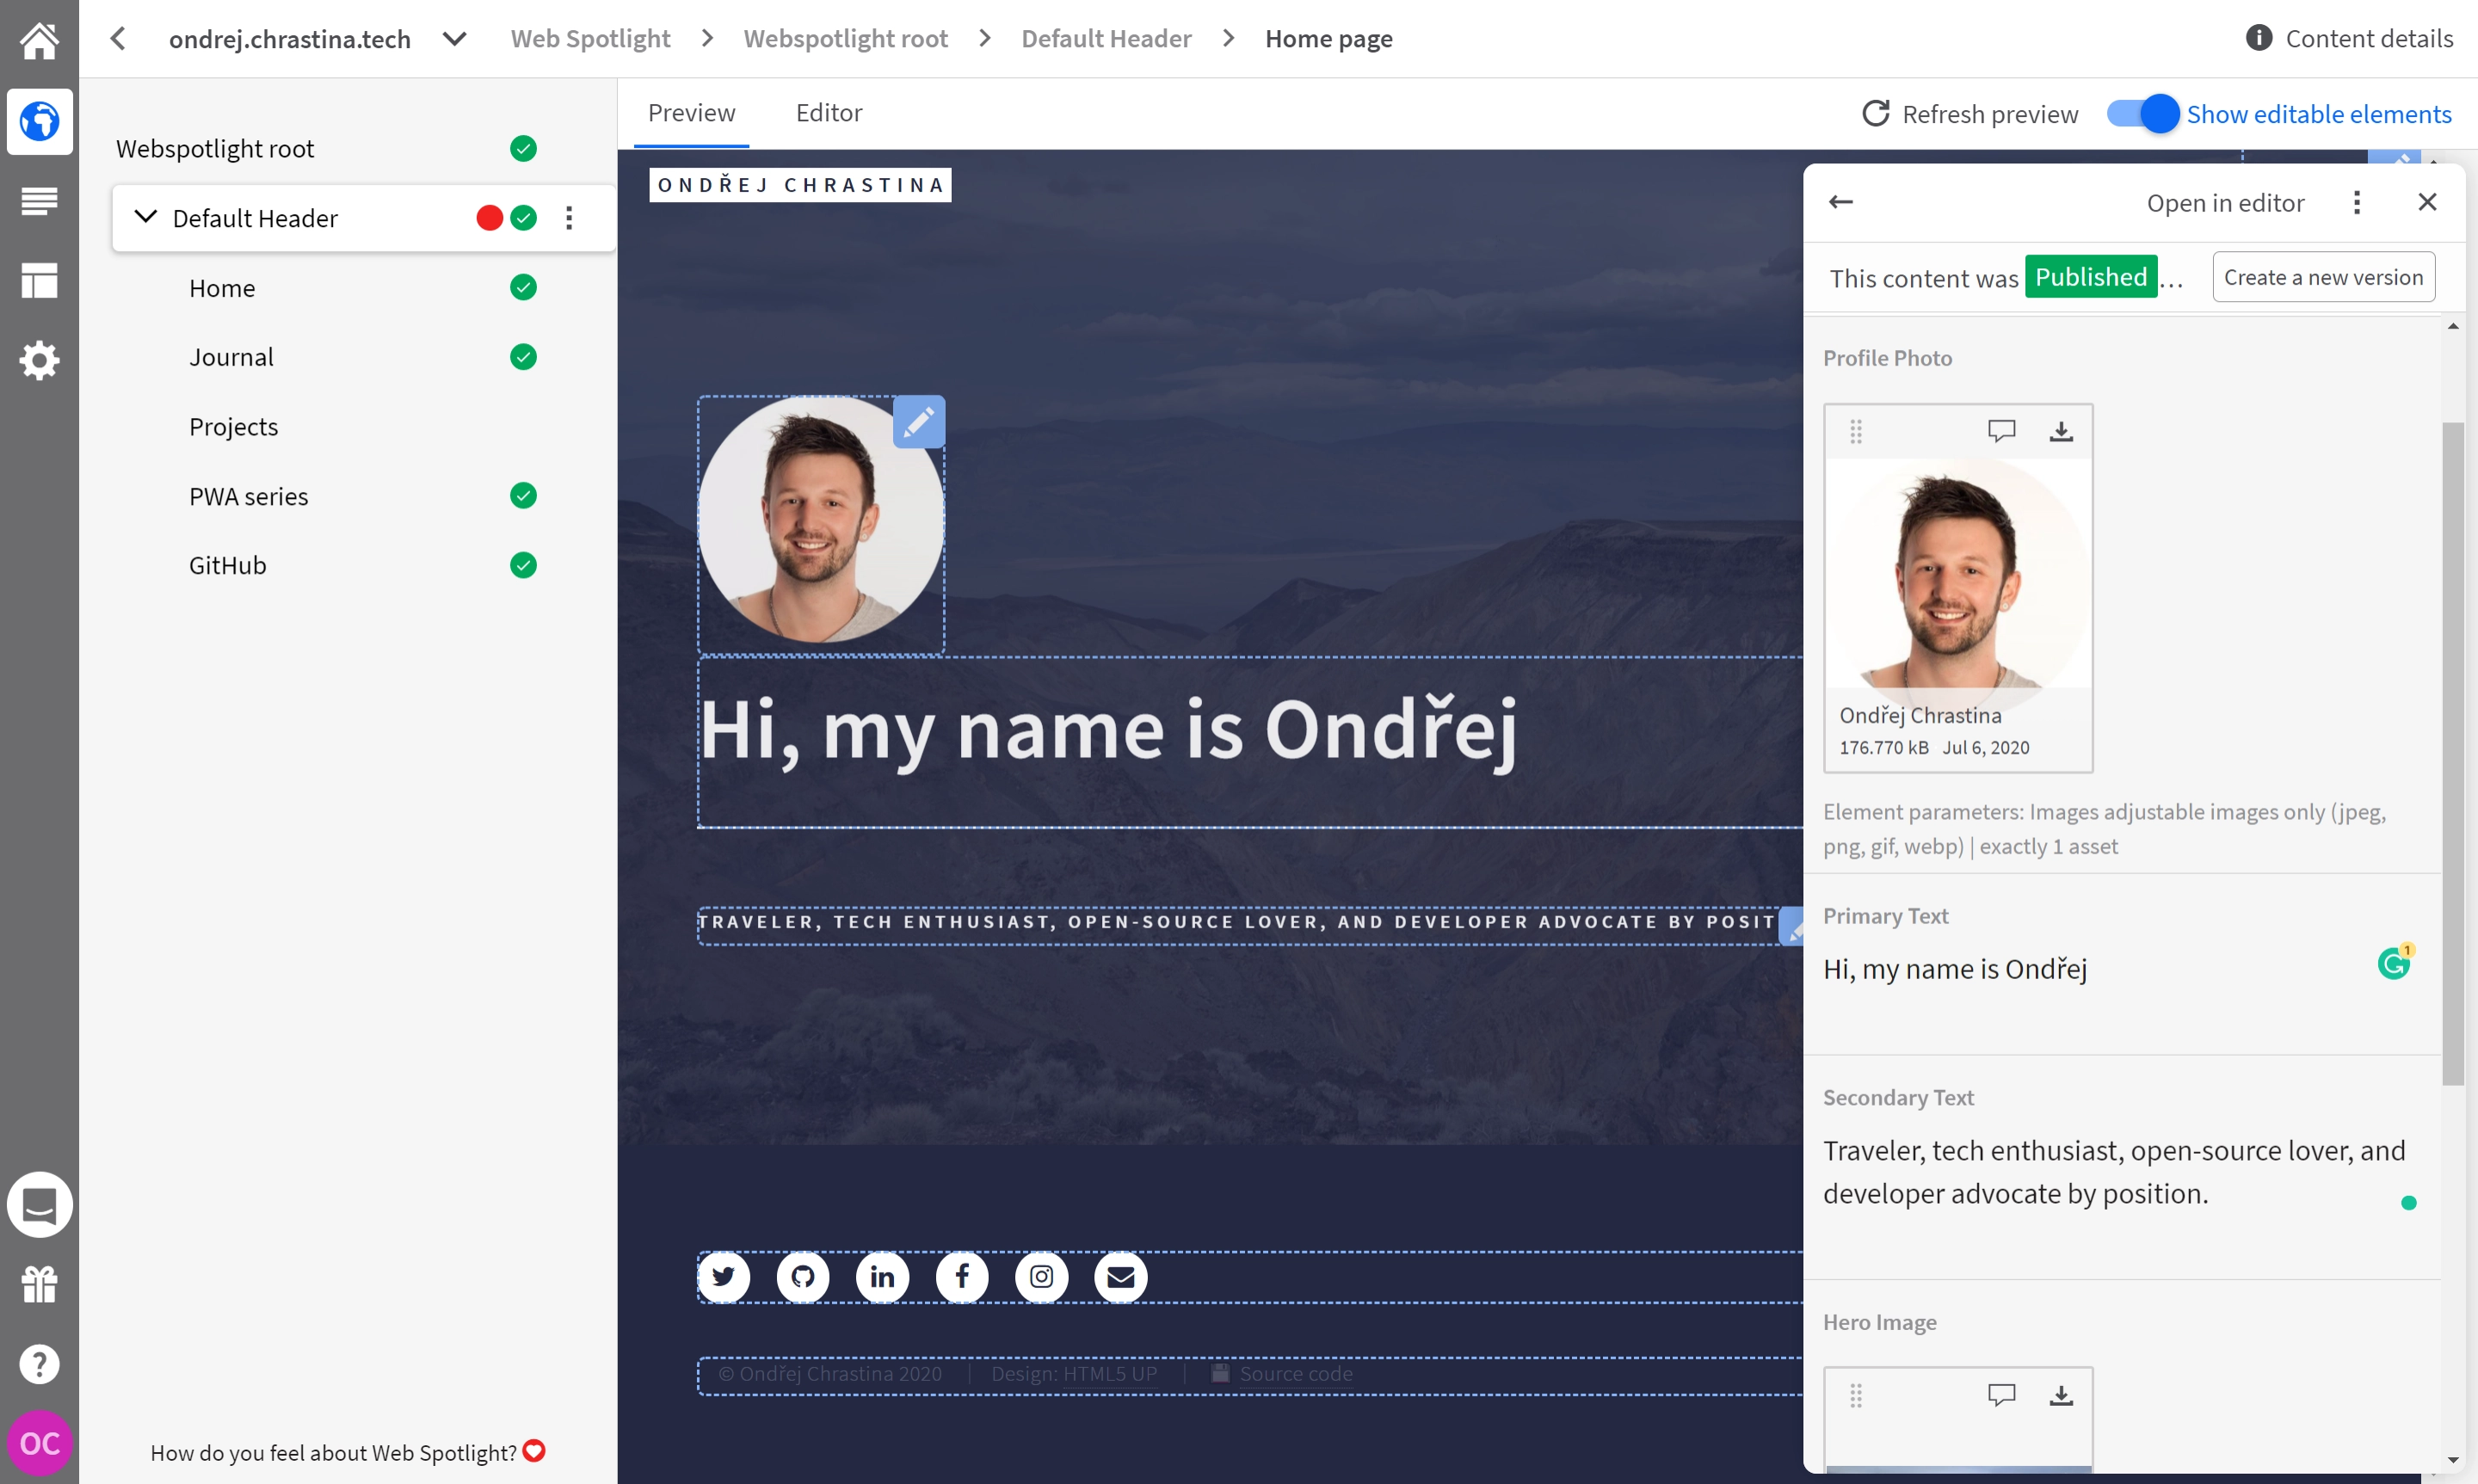 ondrej.chrastina.tech
Web Spotlight
Webspotlight root
Default Header
Home page
Content details
Webspotlight root
Default Header
Home
Journal
Projects
PWA series
GitHub
How do you feel about Web Spotlight?
OC
Preview
Editor
Refresh preview
Show editable elements
ONDŘEJ CHRASTINA
Hi, my name is Ondřej
TRAVELER, TECH ENTHUSIAST, OPEN-SOURCE LOVER, AND DEVELOPER ADVOCATE BY POSIT
© Ondřej Chrastina 2020
Design: HTML5 UP
Source code
Open in editor
This content was Published ...
Create a new version
Profile Photo
Ondřej Chrastina
176.770 kB Jul 6, 2020
Element parameters: Images adjustable images only (jpeg,
png, gif, webp) | exactly 1 asset
Primary Text
Hi, my name is Ondřej
1
Secondary Text
Traveler, tech enthusiast, open-source lover, and
developer advocate by position.
Hero Image